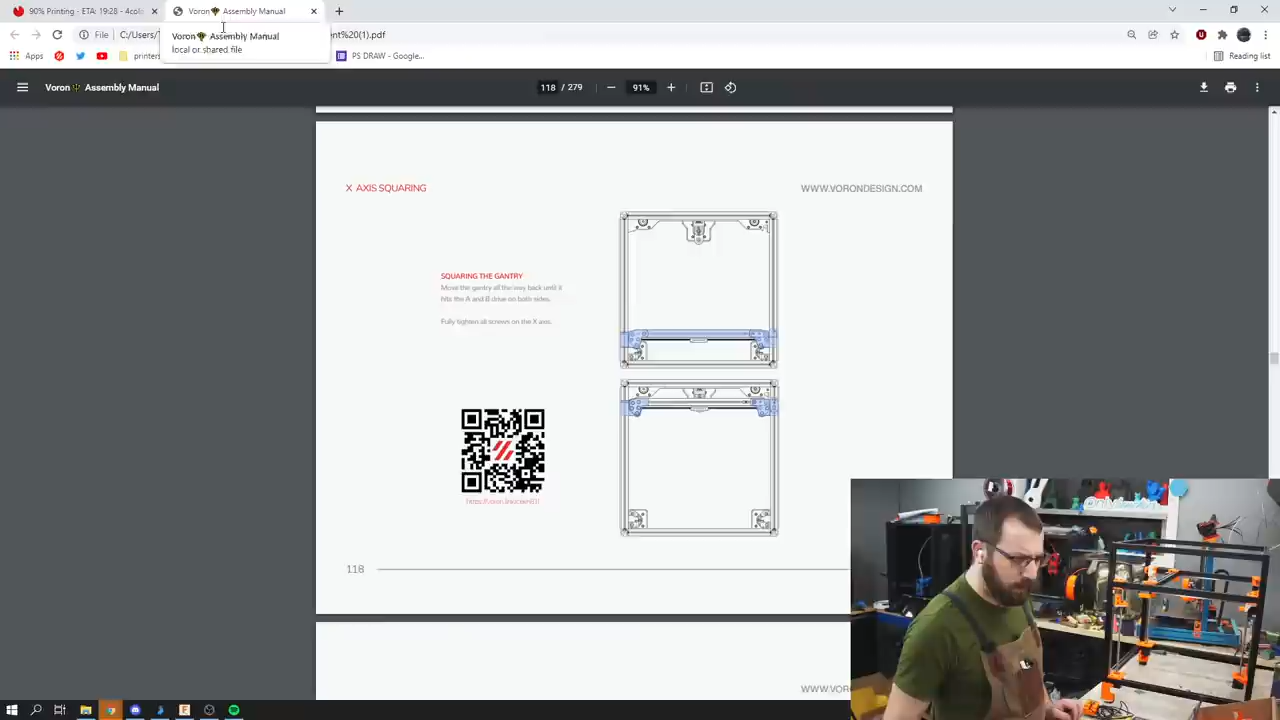 90% Printing - ETA: 19:28 - 4colo
Voron Assembly Manual
File
C:/Users/
nt%20(1).pdf
Voron Assembly Manual
local or shared file
Apps
printers
PS DRAW - Google...
Reading list
Voron Assembly Manual
118 / 279
91%
X AXIS SQUARING
WWW.VORONDESIGN.COM
SQUARING THE GANTRY
Move the gantry all the way back until it
hits the A and B drive on both sides.
Fully tighten all screws on the X axis.
118
WWW.VO